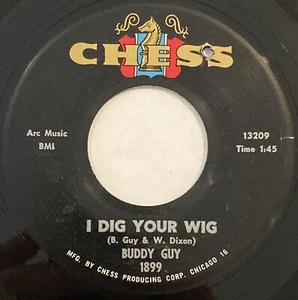 CHESS
Arc Music
BMI
13209
Time 1:45
I DIG YOUR WIG
(B. Guy & W. Dixon)
BUDDY GUY
1899
MFG. BY CHESS PRODUCING CORP. CHICAGO 16